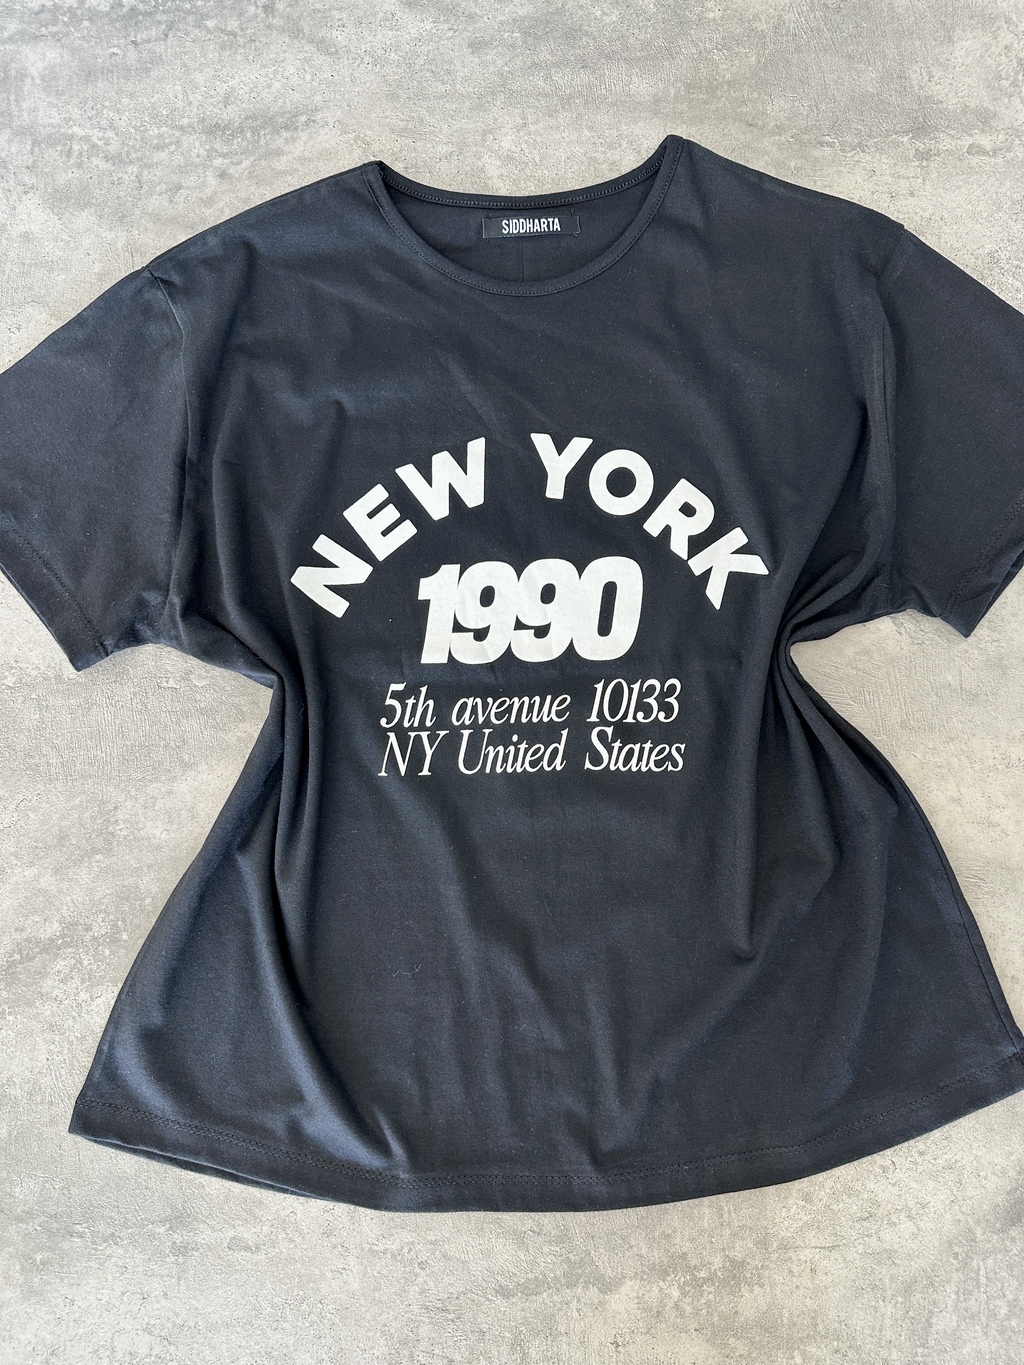 SIDDHARTA
NEW YORK
1990
5th avenue 10133
NY United States